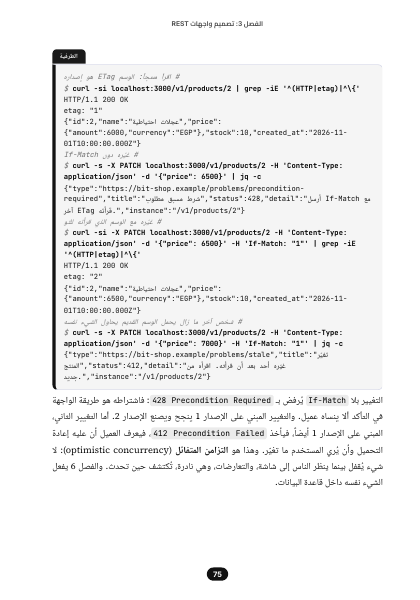 الفصل 3: تصميم واجهات REST
الطرفية
# اقرأ منتجًا: الوسم ETag هو إصداره
$ curl -si localhost:3000/v1/products/2 | grep -iE '^(HTTP|etag)|^\{'
HTTP/1.1 200 OK
etag: "1"
{"id":2,"name":"عجلات احتياطية","price":
{"amount":6000,"currency":"EGP"},"stock":10,"created_at":"2026-11-
01T10:00:00.000Z"}
# غيّره دون If-Match
$ curl -s -X PATCH localhost:3000/v1/products/2 -H 'Content-Type:
application/json' -d '{"price": 6500}' | jq -c
{"type":"https://bit-shop.example/problems/precondition-
required","title":"شرط مسبق مطلوب","status":428,"detail":"أرسل If-Match مع
آخر ETag قرأته.","instance":"/v1/products/2"}
# غيّره مع الوسم الذي قرأته للتو
$ curl -si -X PATCH localhost:3000/v1/products/2 -H 'Content-Type:
application/json' -d '{"price": 6500}' -H 'If-Match: "1"' | grep -iE
'^(HTTP|etag)|^\{'
HTTP/1.1 200 OK
etag: "2"
{"id":2,"name":"عجلات احتياطية","price":
{"amount":6500,"currency":"EGP"},"stock":10,"created_at":"2026-11-
01T10:00:00.000Z"}
# شخص آخر ما زال يحمل الوسم القديم يحاول الشيء نفسه
$ curl -s -X PATCH localhost:3000/v1/products/2 -H 'Content-Type:
application/json' -d '{"price": 7000}' -H 'If-Match: "1"' | jq -c
{"type":"https://bit-shop.example/problems/stale","title":"تغيّر
المنتج","status":412,"detail":"غيّره أحد بعد أن قرأته. اقرأه من
جديد.","instance":"/v1/products/2"}
التغيير بلا If-Match يُرفض بـ 428 Precondition Required: فاشتراطه هو طريقة الواجهة
في التأكد ألا ينساه عميل. والتغيير المبني على الإصدار 1 ينجح ويصنع الإصدار 2. أما التغيير الثاني،
المبني على الإصدار 1 أيضًا، فيأخذ 412 Precondition Failed، فيعرف العميل أن عليه إعادة
التحميل وأن يُري المستخدم ما تغيّر. وهذا هو التزامن المتفائل (optimistic concurrency): لا
شيء يُقفل بينما ينظر الناس إلى شاشة، والتعارضات، وهي نادرة، تُكتشف حين تحدث. والفصل 6 يفعل
الشيء نفسه داخل قاعدة البيانات.
75